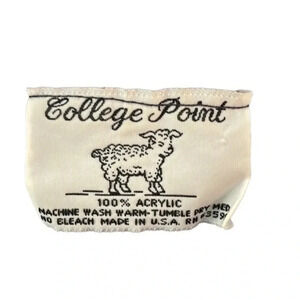 College Point
100% ACRYLIC
MACHINE WASH WARM-TUMBLE DRY MED
NO BLEACH MADE IN U.S.A. RN